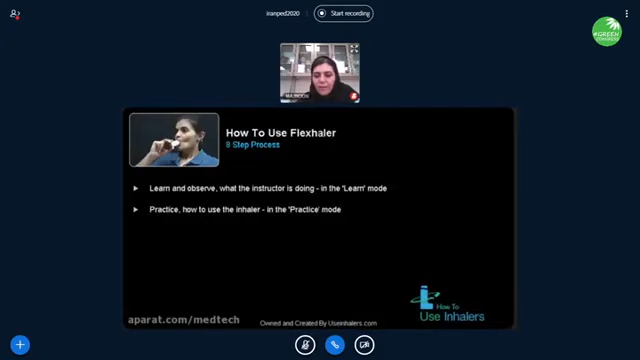 iranped2020
Start recording
#GREEN
How To Use Flexhaler
8 Step Process
Learn and observe, what the instructor is doing - in the 'Learn' mode
Practice, how to use the inhaler - in the 'Practice' mode
How To
Use Inhalers
aparat.com/medtech
Owned and Created By Useinhalers.com